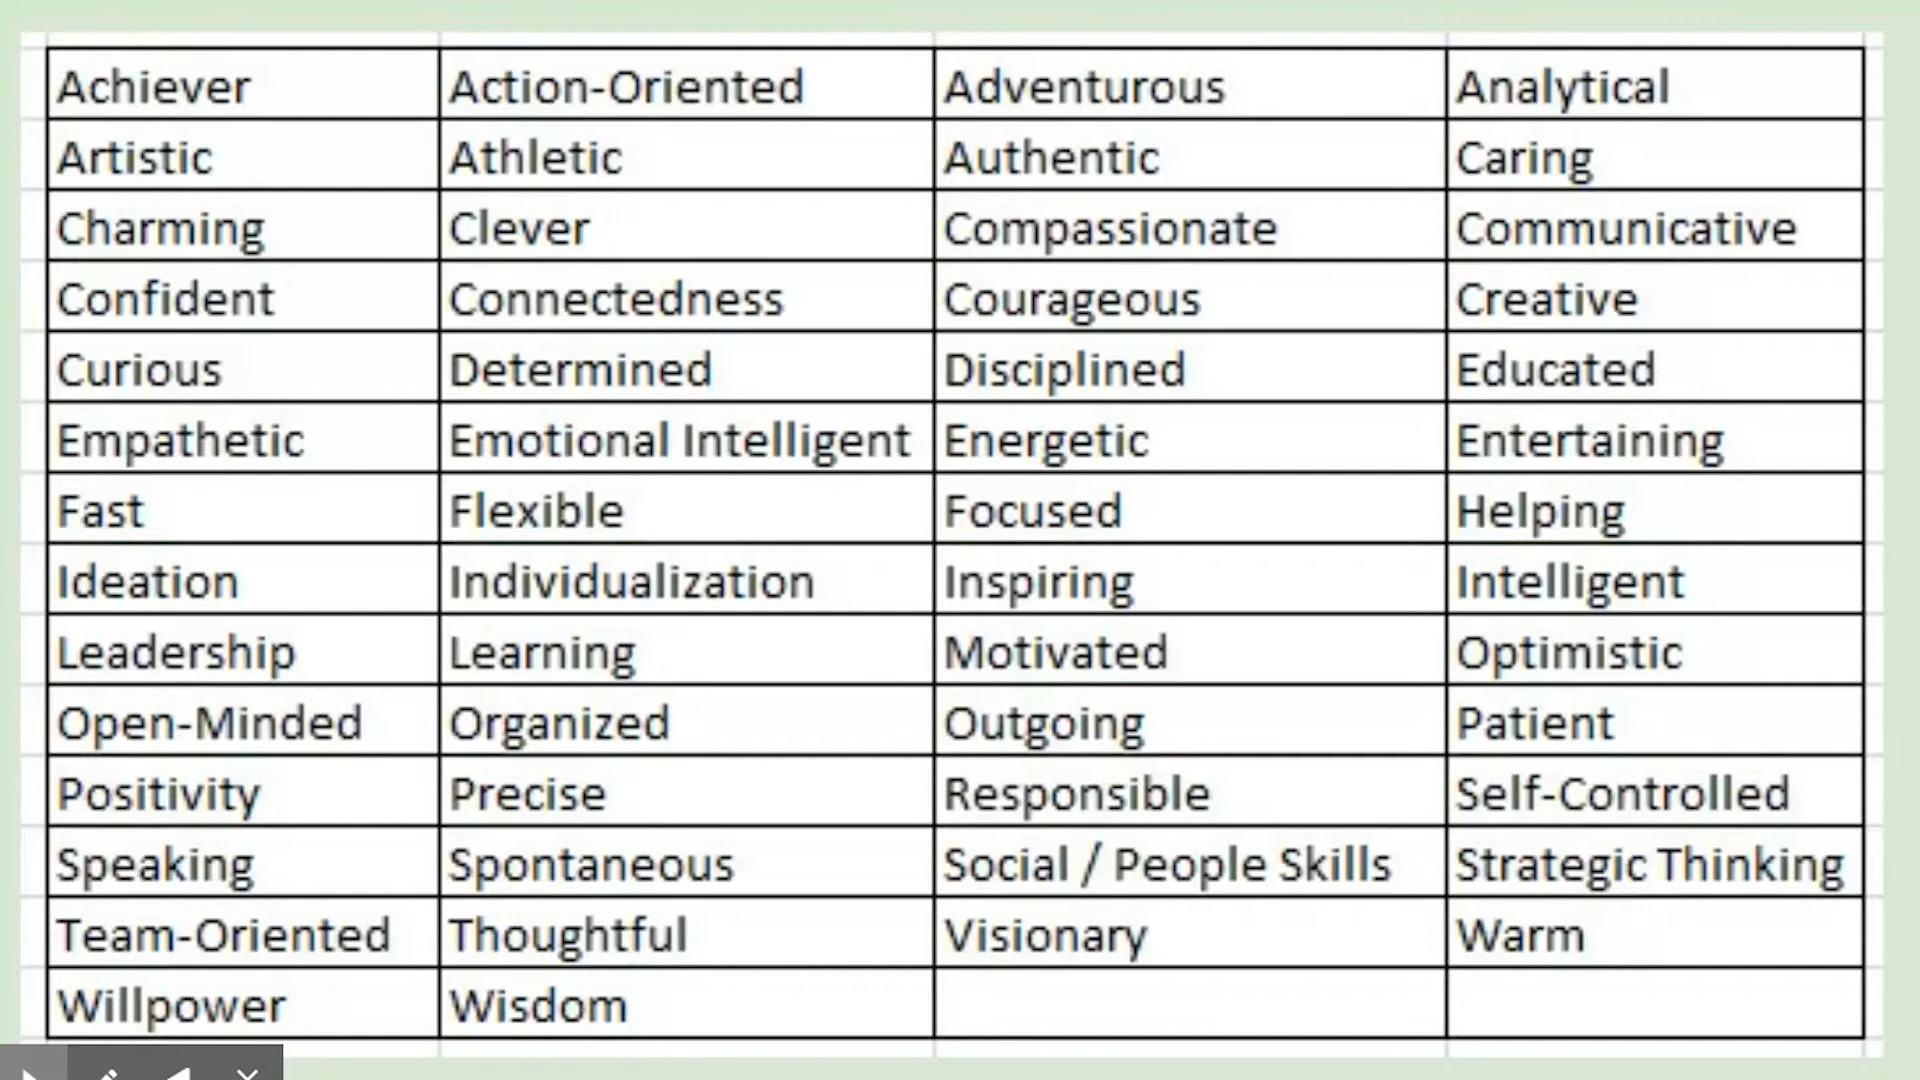 Achiever Action-Oriented Adventurous Analytical
Artistic Athletic Authentic Caring
Charming Clever Compassionate Communicative
Confident Connectedness Courageous Creative
Curious Determined Disciplined Educated
Empathetic Emotional Intelligent Energetic Entertaining
Fast Flexible Focused Helping
Ideation Individualization Inspiring Intelligent
Leadership Learning Motivated Optimistic
Open-Minded Organized Outgoing Patient
Positivity Precise Responsible Self-Controlled
Speaking Spontaneous Social / People Skills Strategic Thinking
Team-Oriented Thoughtful Visionary Warm
Willpower Wisdom